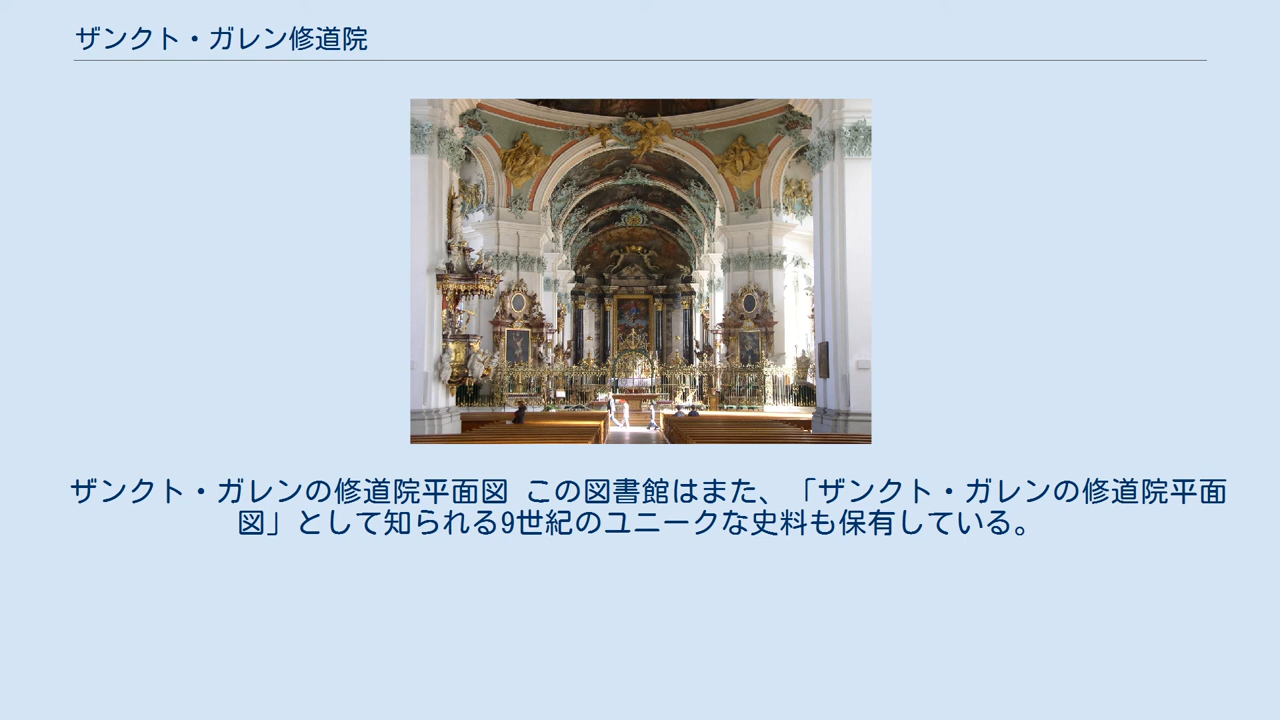 ザンクト・ガレン修道院
ザンクト・ガレンの修道院平面図 この図書館はまた、「ザンクト・ガレンの修道院平面
図」として知られる9世紀のユニークな史料も保有している。